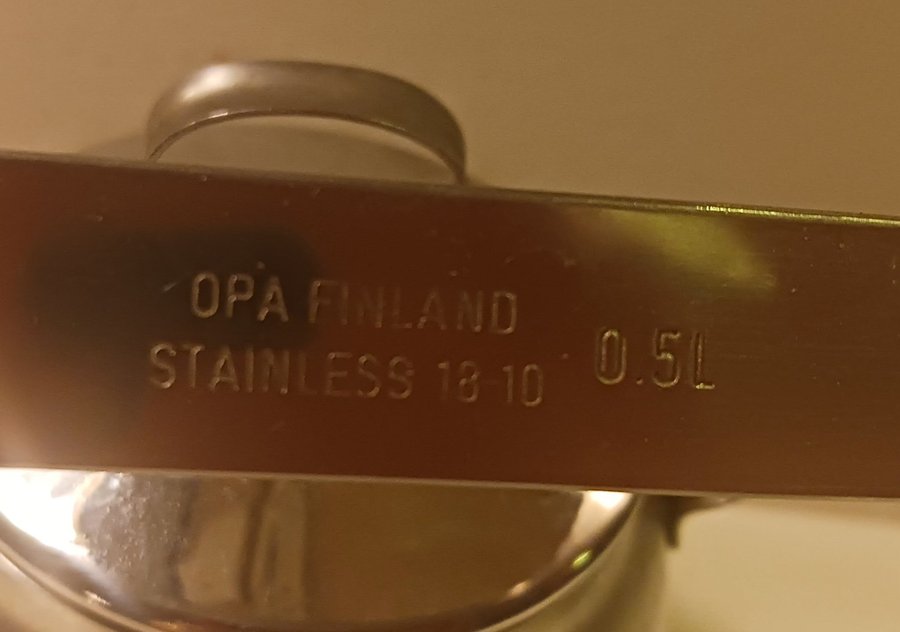 OPA FINLAND
STAINLESS 18-10
0.5L